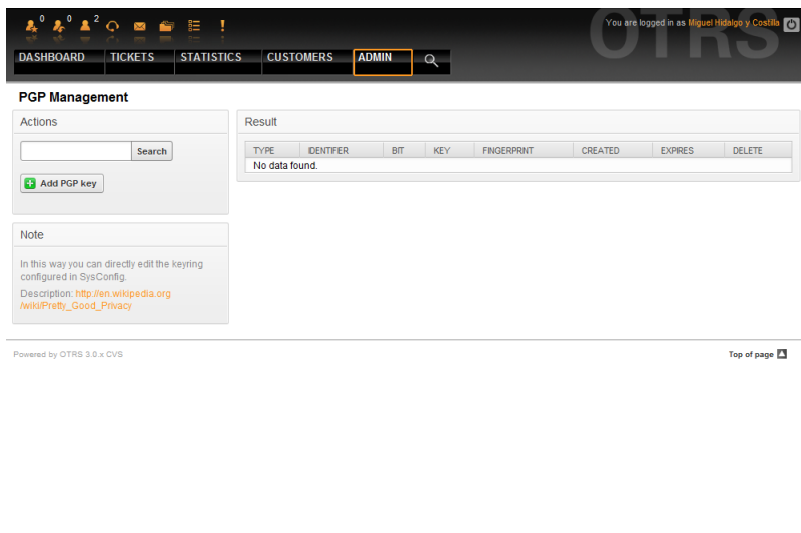 0 0 2
You are logged in as Miguel Hidalgo y Costilla
OTRS
DASHBOARD TICKETS STATISTICS CUSTOMERS ADMIN
PGP Management
Actions
Search
Add PGP key
Note
In this way you can directly edit the keyring
configured in SysConfig.
Description: http://en.wikipedia.org
/wiki/Pretty_Good_Privacy
Result
TYPE IDENTIFIER BIT KEY FINGERPRINT CREATED EXPIRES DELETE
No data found.
Powered by OTRS 3.0.x CVS
Top of page